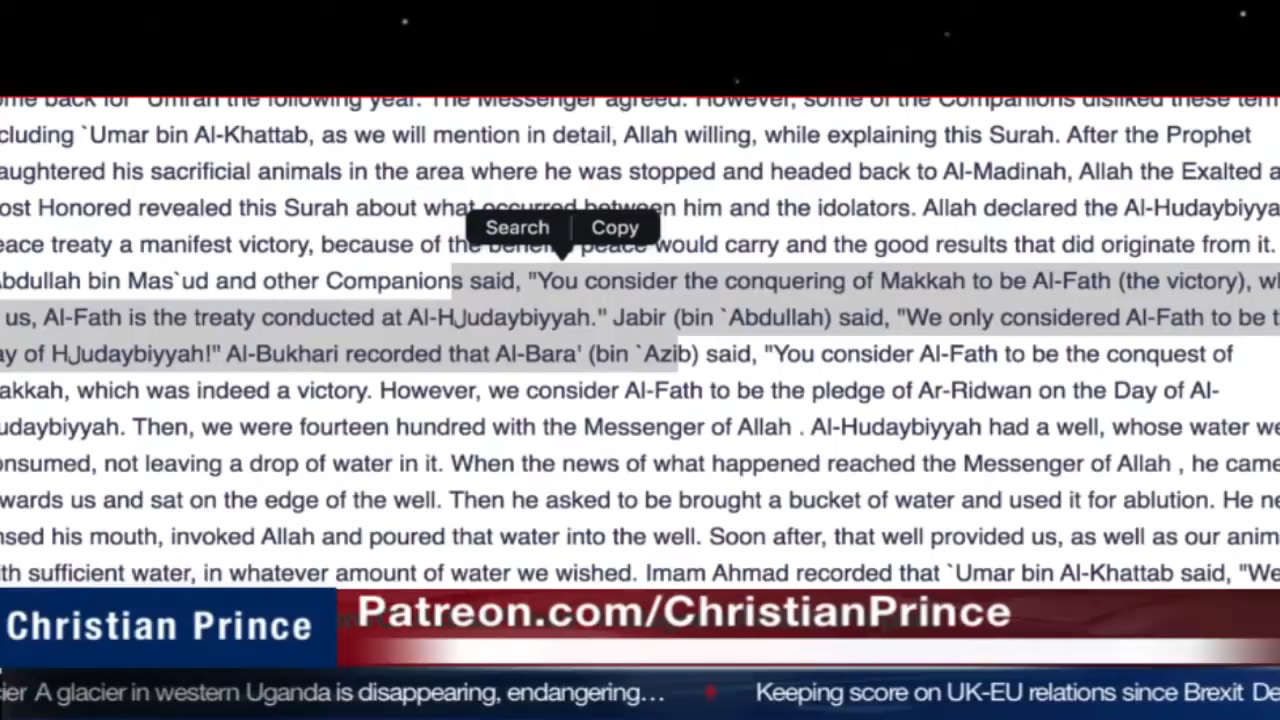 me back for `Umrah the following year. The Messenger agreed. However, some of the Companions disliked these
cluding `Umar bin Al-Khattab, as we will mention in detail, Allah willing, while explaining this Surah. After the Prophet
aughtered his sacrificial animals in the area where he was stopped and headed back to Al-Madinah, Allah the Exalted a
ost Honored revealed this Surah about what occurred between him and the idolators. Allah declared the Al-Hudaybiyya
Search Copy
eace treaty a manifest victory, because of the benefits peace would carry and the good results that did originate from it.
Abdullah bin Mas`ud and other Companions said, "You consider the conquering of Makkah to be Al-Fath (the victory), wh
us, Al-Fath is the treaty conducted at Al-HJudaybiyyah." Jabir (bin `Abdullah) said, "We only considered Al-Fath to be t
ay of HJudaybiyyah!" Al-Bukhari recorded that Al-Bara' (bin `Azib) said, "You consider Al-Fath to be the conquest of
akkah, which was indeed a victory. However, we consider Al-Fath to be the pledge of Ar-Ridwan on the Day of Al-
udaybiyyah. Then, we were fourteen hundred with the Messenger of Allah . Al-Hudaybiyyah had a well, whose water we
onsumed, not leaving a drop of water in it. When the news of what happened reached the Messenger of Allah , he came
wards us and sat on the edge of the well. Then he asked to be brought a bucket of water and used it for ablution. He ne
nsed his mouth, invoked Allah and poured that water into the well. Soon after, that well provided us, as well as our anim
ith sufficient water, in whatever amount of water we wished. Imam Ahmad recorded that `Umar bin Al-Khattab said, "We
Christian Prince
Patreon.com/ChristianPrince
ier A glacier in western Uganda is disappearing, endangering… Keeping score on UK-EU relations since Brexit De